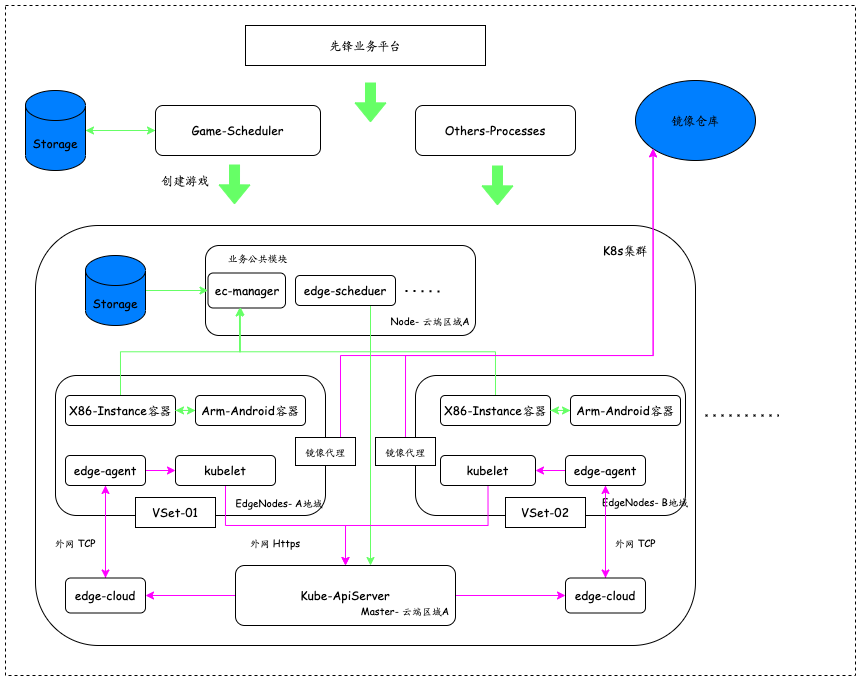 先锋业务平台
Storage
Game-Scheduler
Others-Processes
镜像仓库
创建游戏
K8s集群
业务公共模块
Storage
ec-manager
edge-scheduer
.....
Node- 云端区域A
X86-Instance容器
Arm-Android容器
X86-Instance容器
Arm-Android容器
镜像代理
镜像代理
edge-agent
kubelet
kubelet
edge-agent
EdgeNodes- A地域
EdgeNodes- B地域
VSet-01
VSet-02
外网 TCP
外网 Https
外网 TCP
edge-cloud
Kube-ApiServer
Master- 云端区域A
edge-cloud